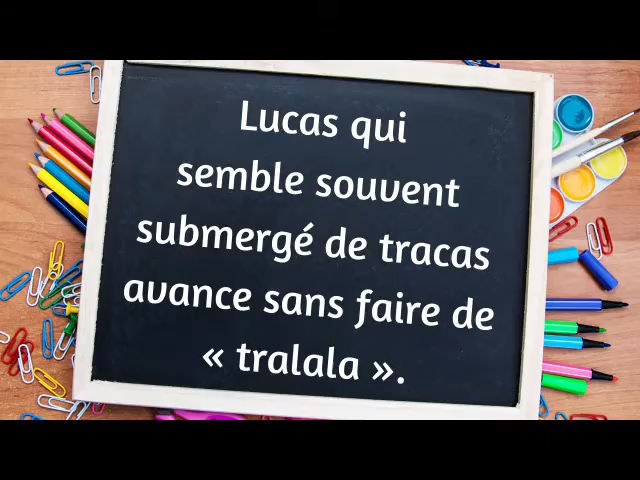 Lucas qui
semble souvent
submergé de tracas
avance sans faire de
« tralala ».